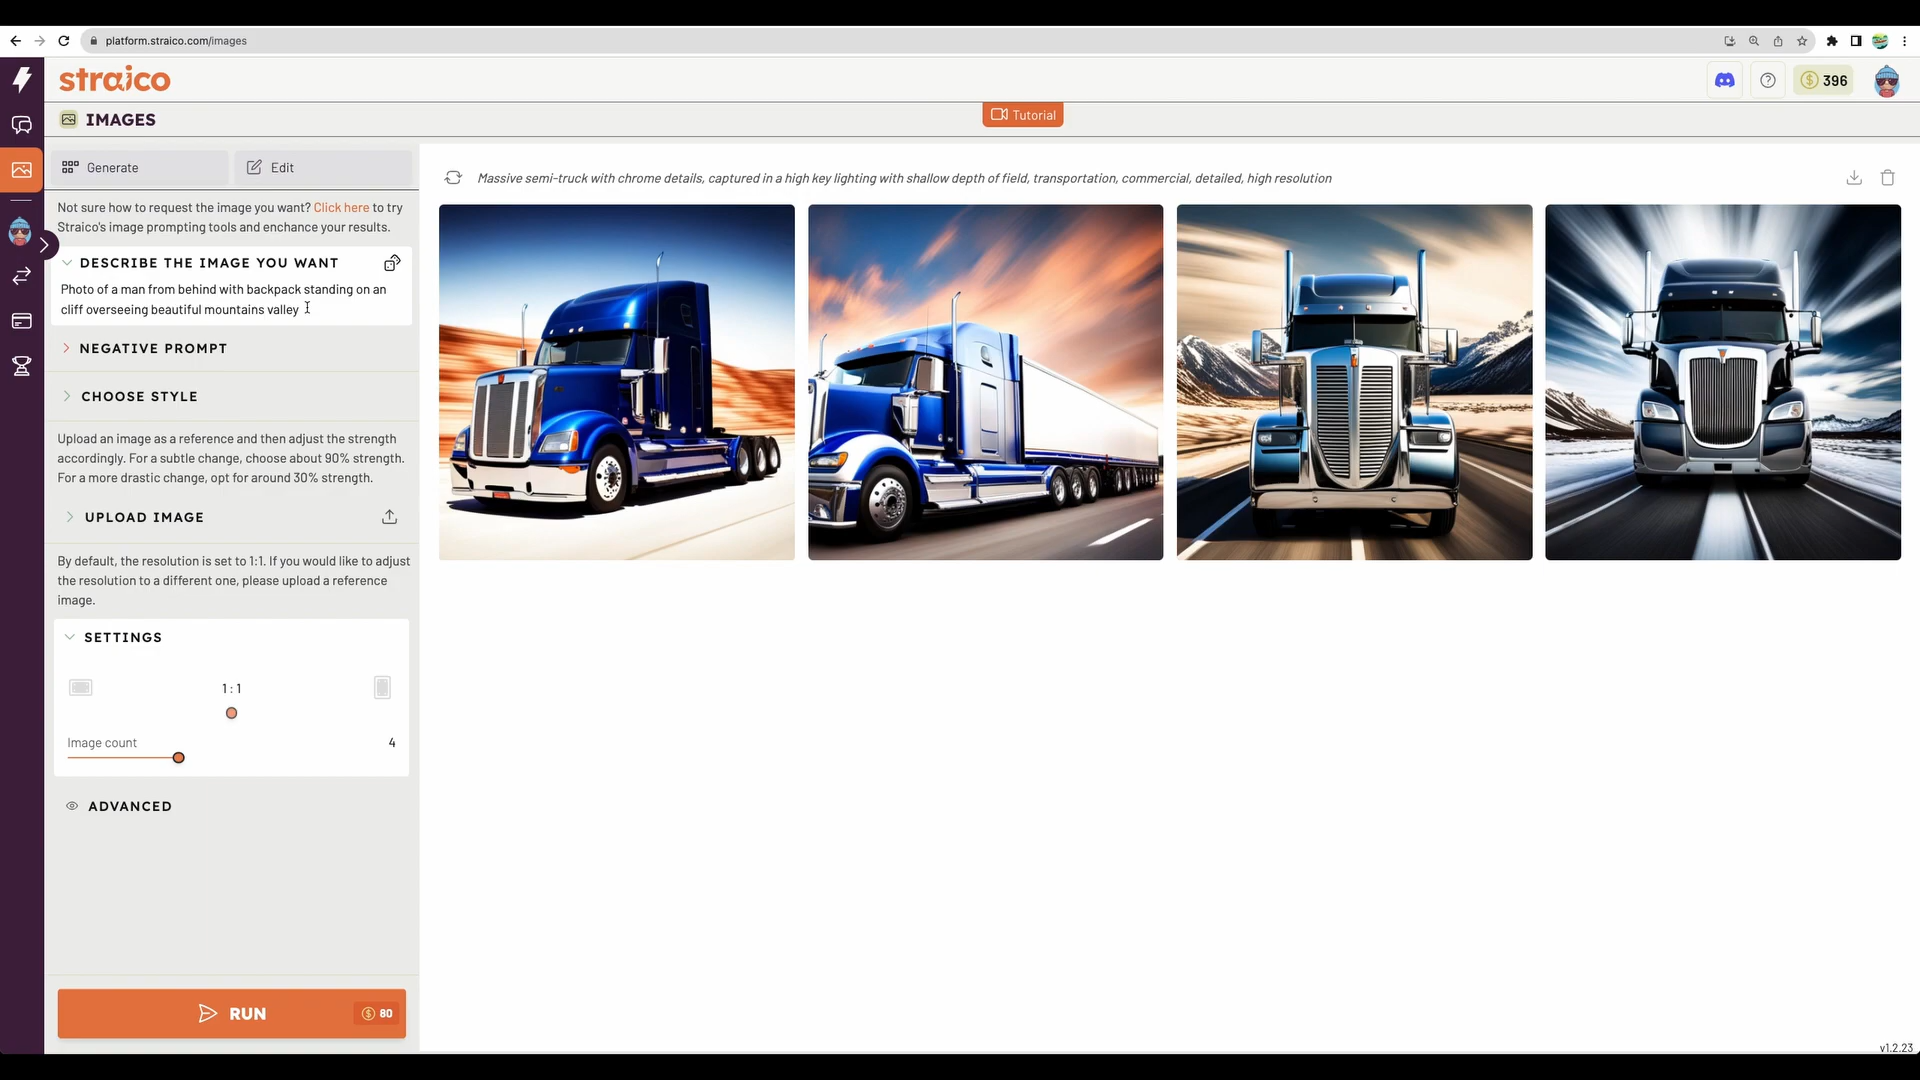 platform.straico.com/images
straico
396
IMAGES
Tutorial
Generate
Edit
Not sure how to request the image you want? Click here to try
Straico's image prompting tools and enchance your results.
DESCRIBE THE IMAGE YOU WANT
Photo of a man from behind with backpack standing on an
cliff overseeing beautiful mountains valley
NEGATIVE PROMPT
CHOOSE STYLE
Upload an image as a reference and then adjust the strength
accordingly. For a subtle change, choose about 90% strength.
For a more drastic change, opt for around 30% strength.
UPLOAD IMAGE
By default, the resolution is set to 1:1. If you would like to adjust
the resolution to a different one, please upload a reference
image.
SETTINGS
1 : 1
Image count
4
ADVANCED
RUN
80
Massive semi-truck with chrome details, captured in a high key lighting with shallow depth of field, transportation, commercial, detailed, high resolution
v1.2.23